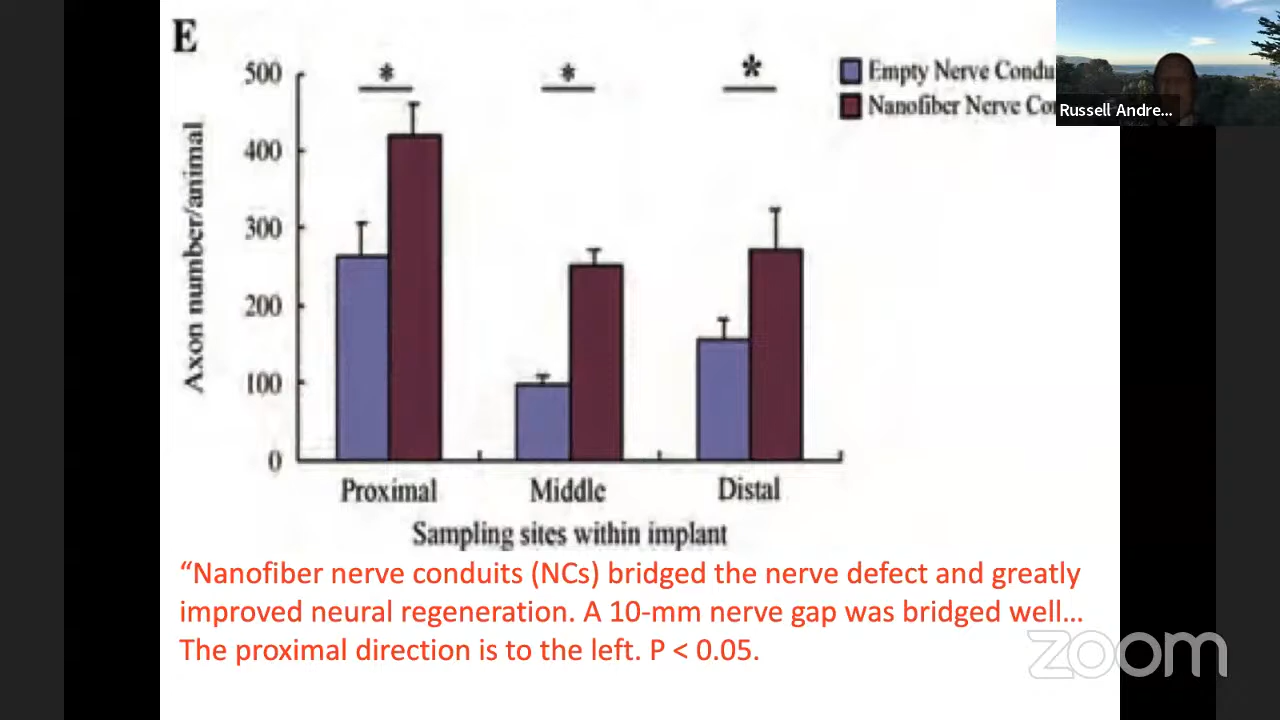 E
500
400
300
200
100
0
Axon number/animal
* * *
Empty Nerve Condu
Nanofiber Nerve Co
Russell Andre...
Proximal Middle Distal
Sampling sites within implant
“Nanofiber nerve conduits (NCs) bridged the nerve defect and greatly
improved neural regeneration. A 10-mm nerve gap was bridged well…
The proximal direction is to the left. P < 0.05.
zoom